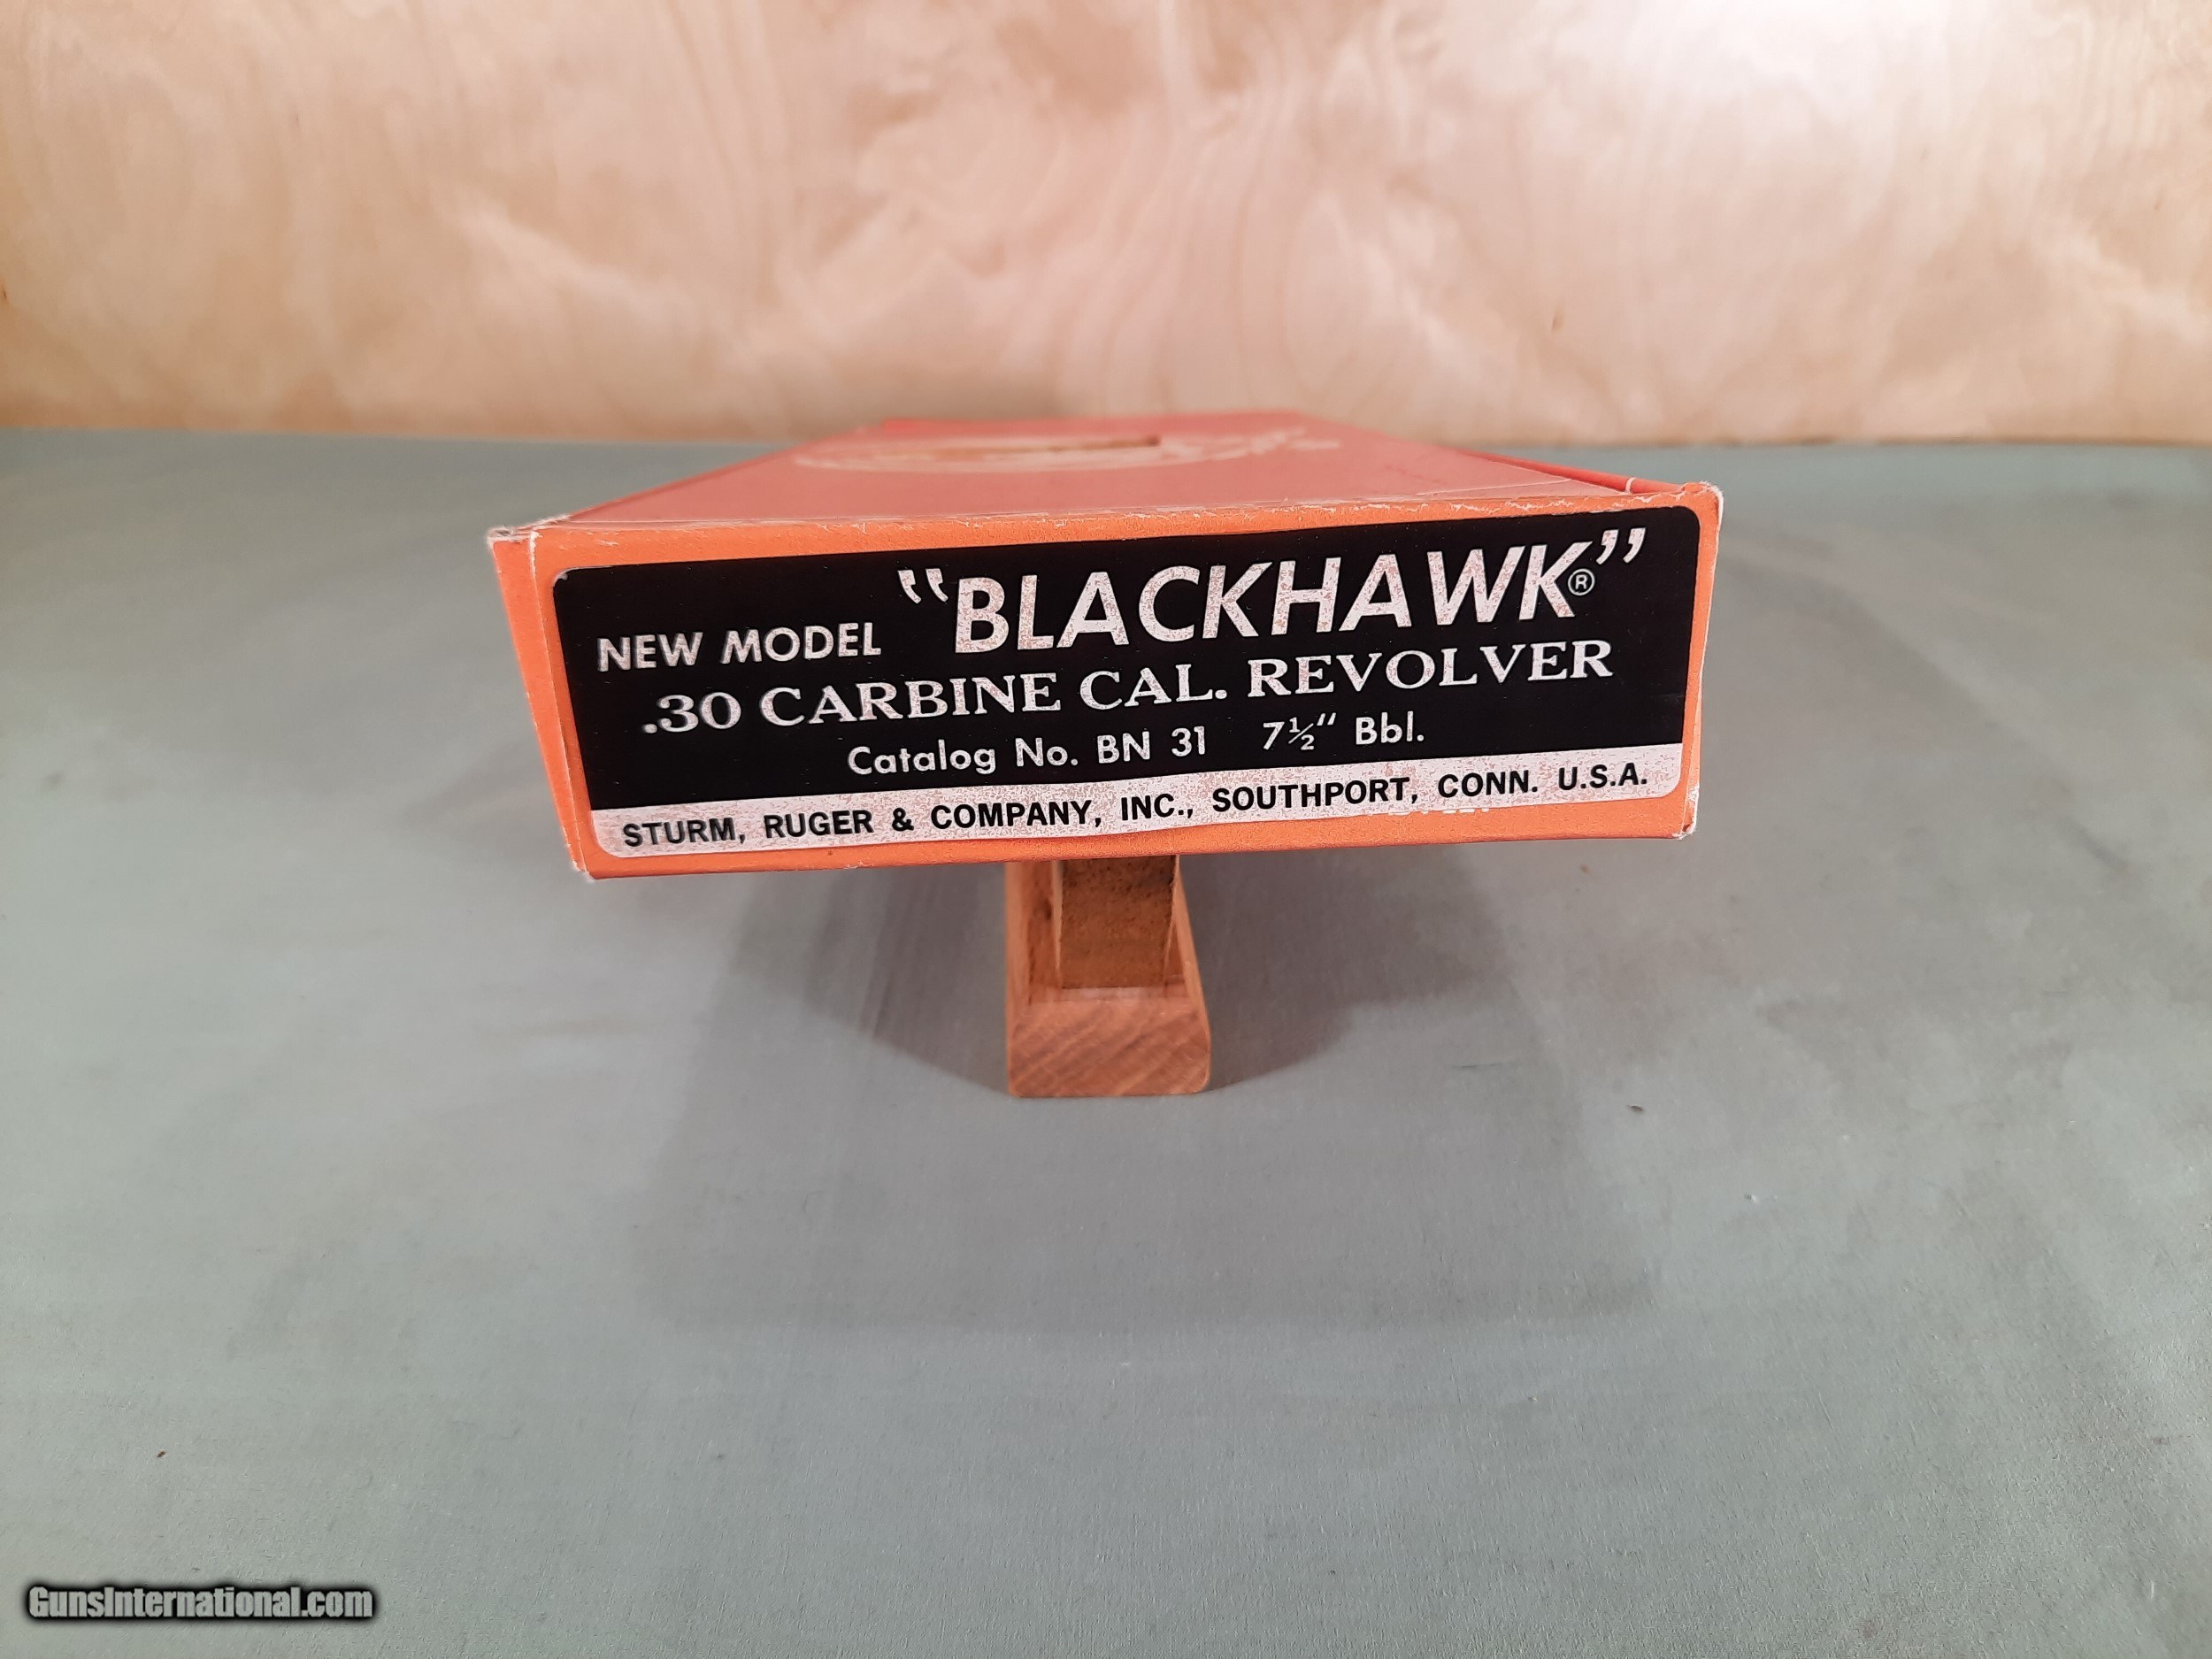 NEW MODEL "BLACKHAWK"®
.30 CARBINE CAL. REVOLVER
Catalog No. BN 31 7½" Bbl.
STURM, RUGER & COMPANY, INC., SOUTHPORT, CONN. U.S.A.
GunsInternational.com